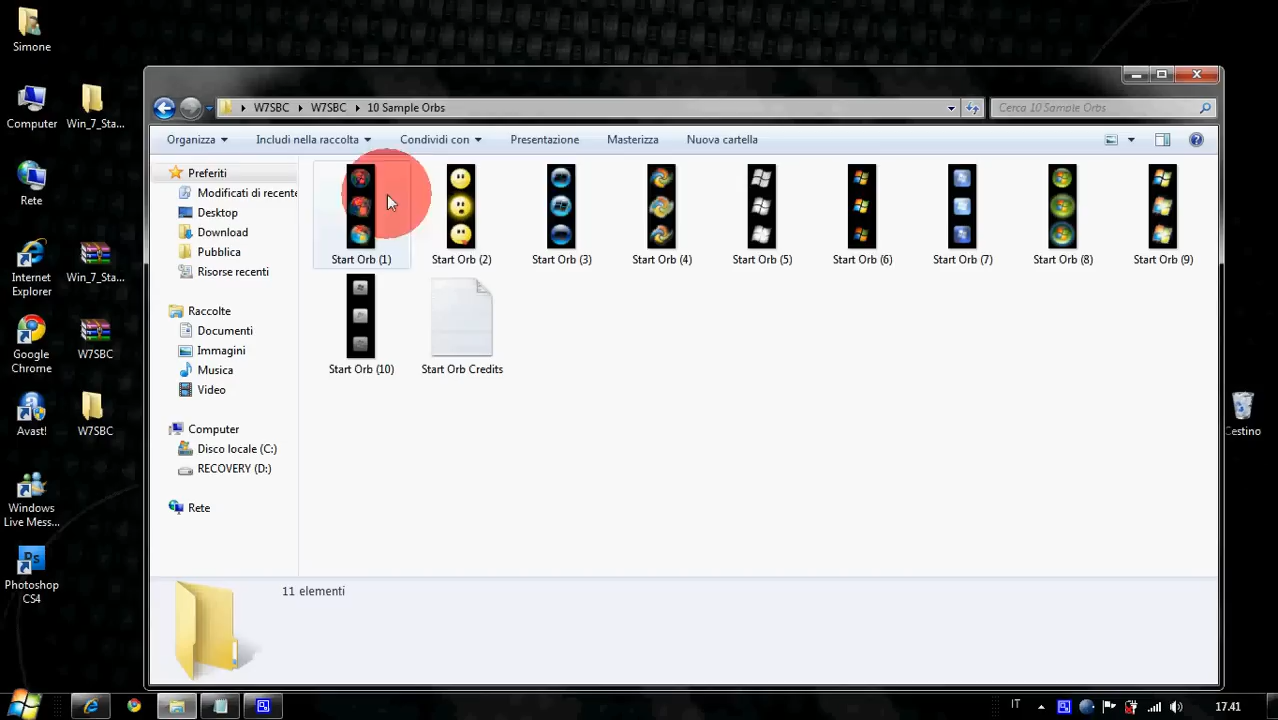 Simone
Computer
Win_7_Sta...
Rete
Internet
Explorer
Win_7_Sta...
Google
Chrome
W7SBC
Avast!
W7SBC
Windows
Live Mess...
Photoshop
CS4
Cestino
W7SBC
W7SBC
10 Sample Orbs
Cerca 10 Sample Orbs
Organizza
Includi nella raccolta
Condividi con
Presentazione
Masterizza
Nuova cartella
Preferiti
Modificati di recente
Desktop
Download
Pubblica
Risorse recenti
Raccolte
Documenti
Immagini
Musica
Video
Computer
Disco locale (C:)
RECOVERY (D:)
Rete
Start Orb (1)
Start Orb (2)
Start Orb (3)
Start Orb (4)
Start Orb (5)
Start Orb (6)
Start Orb (7)
Start Orb (8)
Start Orb (9)
Start Orb (10)
Start Orb Credits
11 elementi
IT
17.41